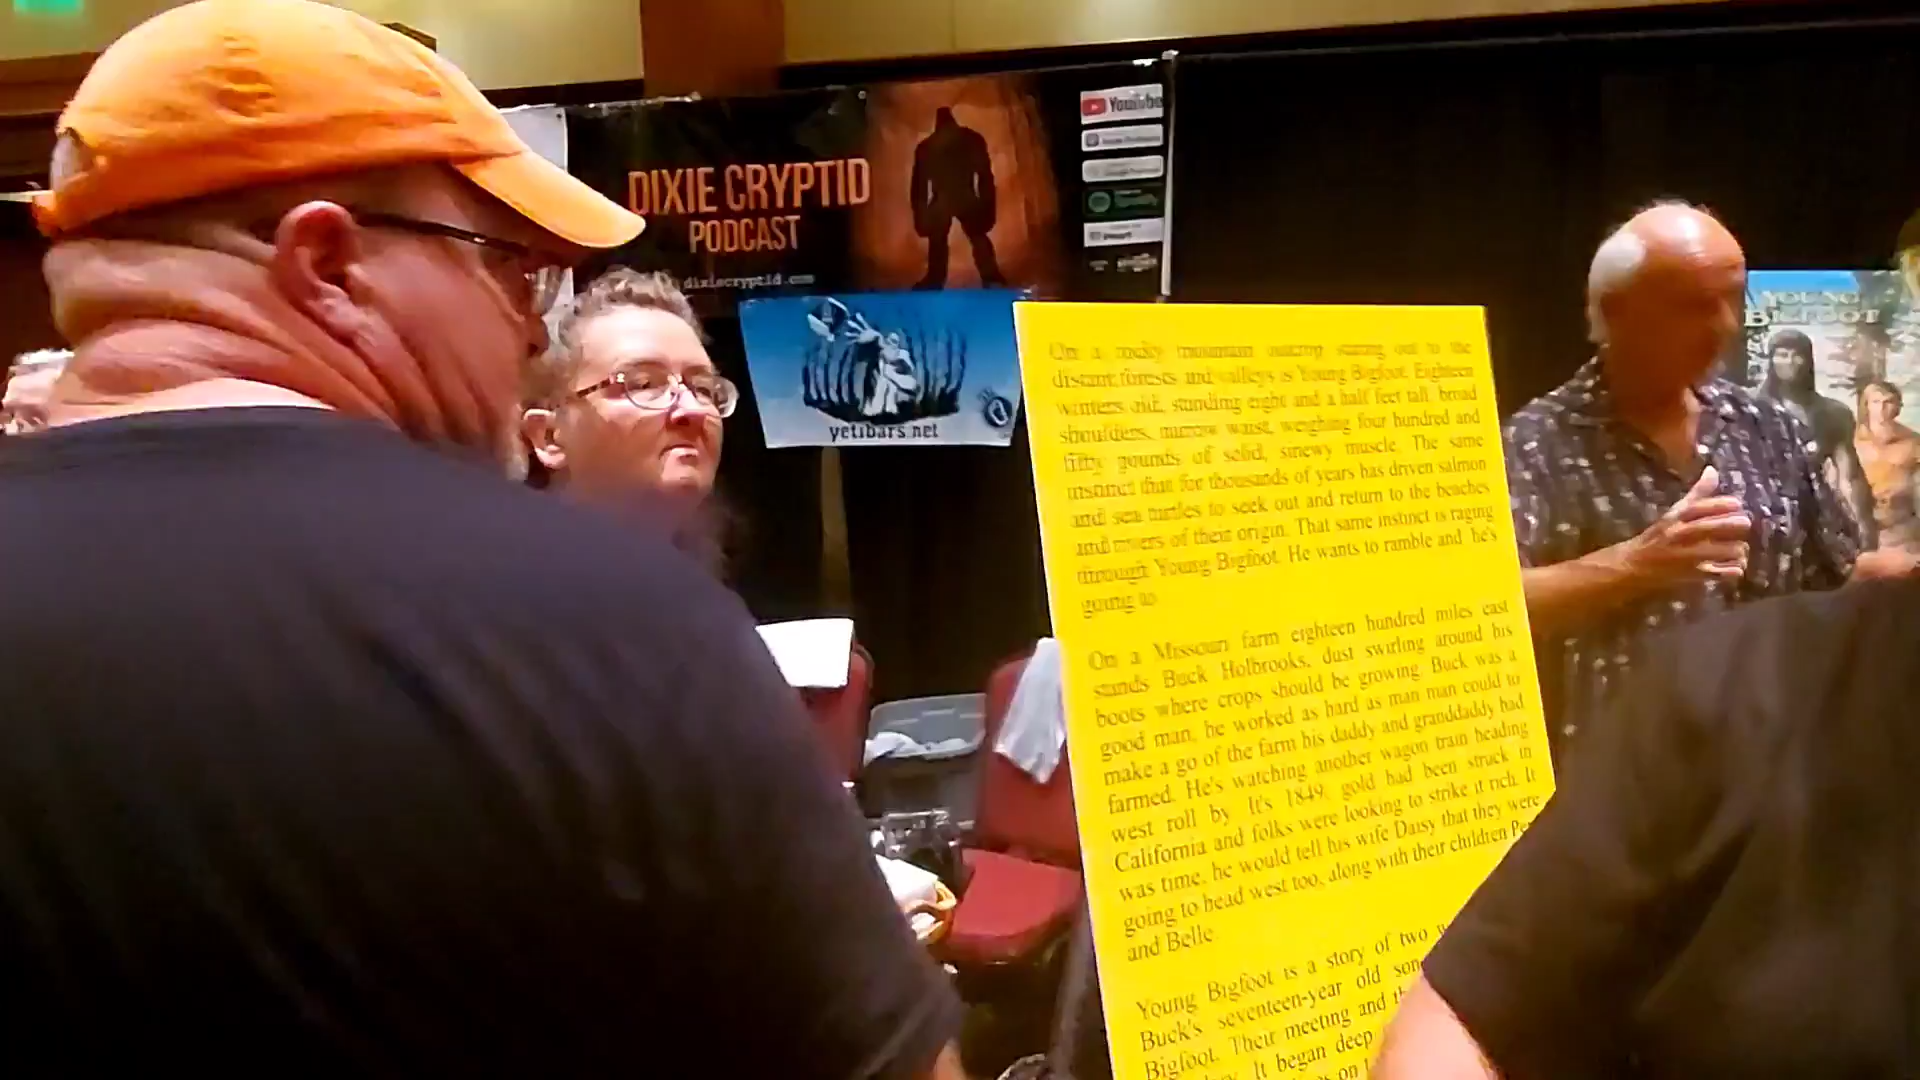 DIXIE CRYPTID
PODCAST
dixiecryptid.com
YouTube
yetibars.net
YOUNG
BIGFOOT
On a rocky mountain outcrop staring out to the
distant forests and valleys is Young Bigfoot. Eighteen
winters old, standing eight and a half feet tall, broad
shoulders, narrow waist, weighing four hundred and
fifty pounds of solid, sinewy muscle. The same
instinct that for thousands of years has driven salmon
and sea turtles to seek out and return to the beaches
and rivers of their origin. That same instinct is raging
through Young Bigfoot. He wants to ramble and he's
going to
On a Missouri farm eighteen hundred miles east
stands Buck Holbrooks, dust swirling around his
boots where crops should be growing. Buck was a
good man, he worked as hard as man man could to
make a go of the farm his daddy and granddaddy had
farmed. He's watching another wagon train heading
west roll by. It's 1849, gold had been struck in
California and folks were looking to strike it rich. It
was time, he would tell his wife Daisy that they were
going to head west too, along with their children
and Belle.
Young Bigfoot is a story of two
Buck's seventeen-year old son
Bigfoot. Their meeting and
It began deep
on